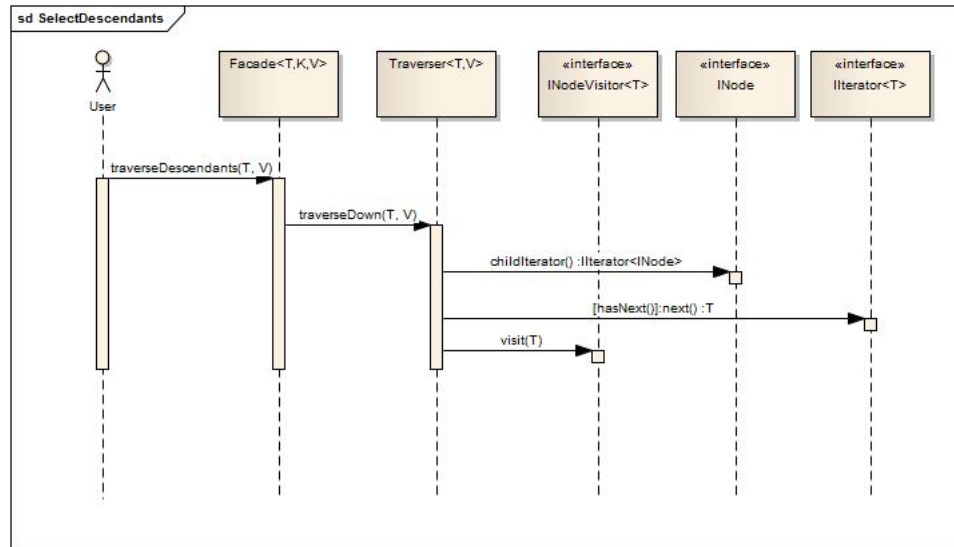 sd SelectDescendants
User
Facade<T,K,V>
Traverser<T,V>
«interface»
INodeVisitor<T>
«interface»
INode
«interface»
IIterator<T>
traverseDescendants(T, V)
traverseDown(T, V)
childIterator() :IIterator<INode>
[hasNext()]:next() :T
visit(T)